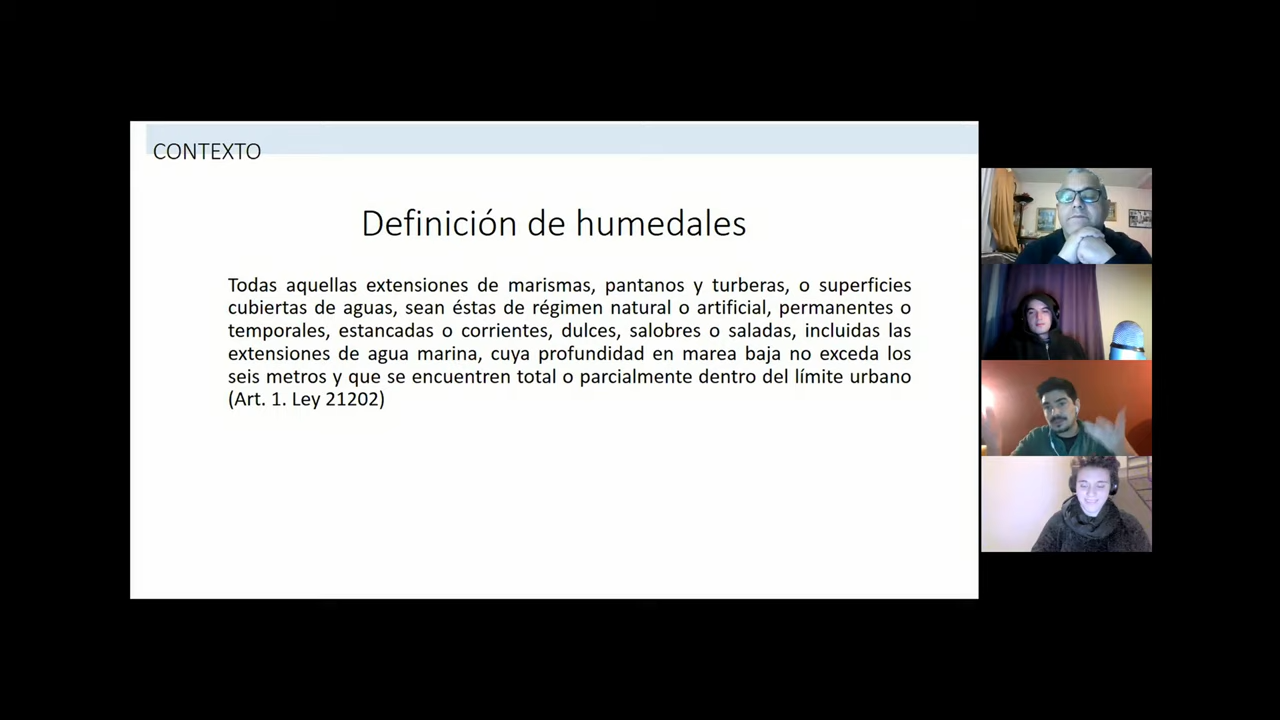 CONTEXTO
Definición de humedales
Todas aquellas extensiones de marismas, pantanos y turberas, o superficies
cubiertas de aguas, sean éstas de régimen natural o artificial, permanentes o
temporales, estancadas o corrientes, dulces, salobres o saladas, incluidas las
extensiones de agua marina, cuya profundidad en marea baja no exceda los
seis metros y que se encuentren total o parcialmente dentro del límite urbano
(Art. 1. Ley 21202)